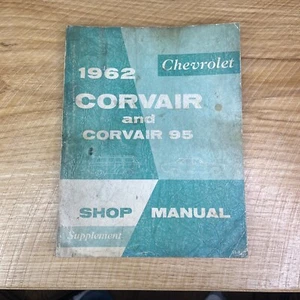 Chevrolet
1962
CORVAIR
and
CORVAIR 95
SHOP MANUAL
Supplement